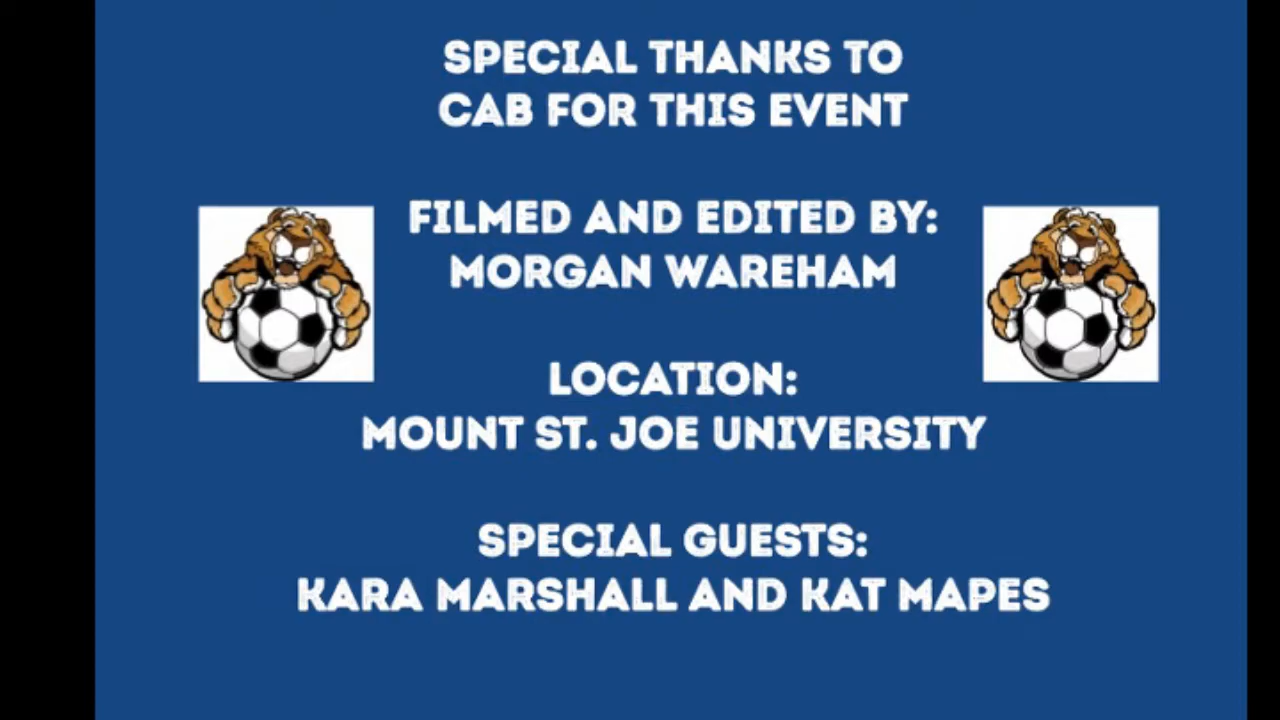 SPECIAL THANKS TO
CAB FOR THIS EVENT
FILMED AND EDITED BY:
MORGAN WAREHAM
LOCATION:
MOUNT ST. JOE UNIVERSITY
SPECIAL GUESTS:
KARA MARSHALL AND KAT MAPES